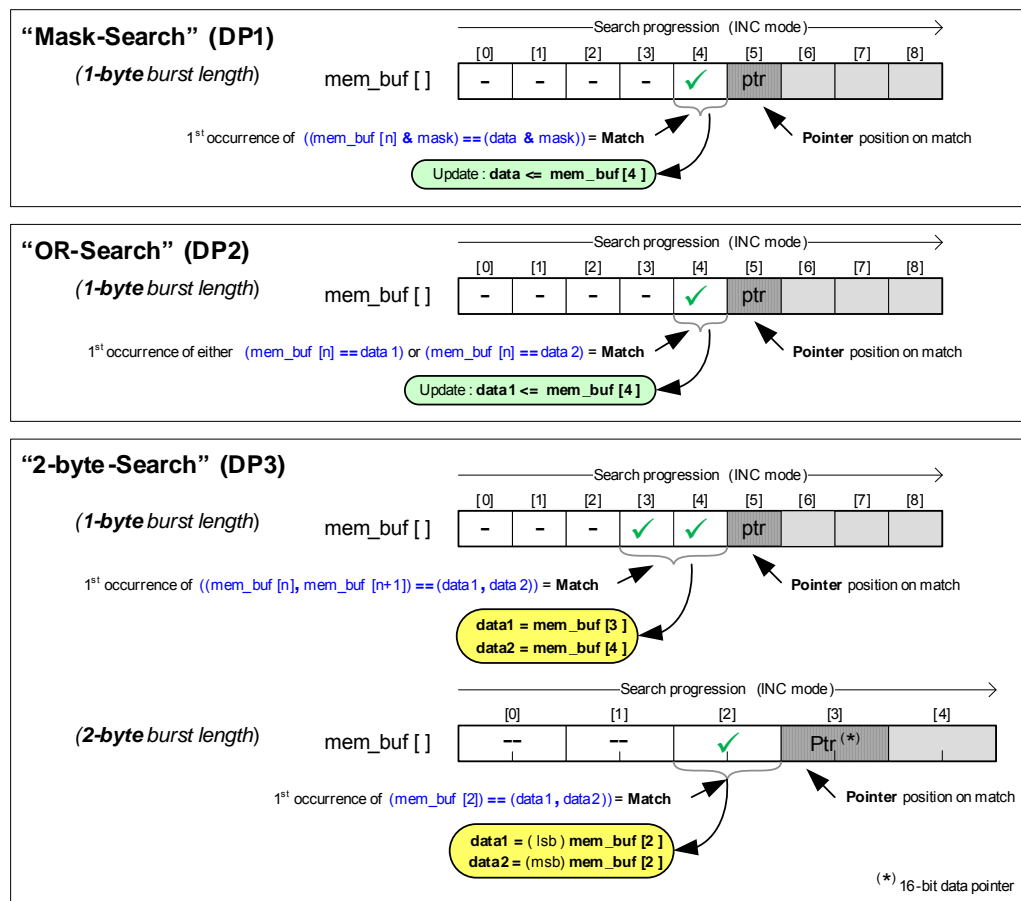 “Mask-Search” (DP1)
(1-byte burst length)
Search progression (INC mode)
[0] [1] [2] [3] [4] [5] [6] [7] [8]
mem_buf [ ] - - - - ✓ ptr
1st occurrence of ((mem_buf [n] & mask) == (data & mask)) = Match
Pointer position on match
Update : data <= mem_buf [4 ]
“OR-Search” (DP2)
(1-byte burst length)
Search progression (INC mode)
[0] [1] [2] [3] [4] [5] [6] [7] [8]
mem_buf [ ] - - - - ✓ ptr
1st occurrence of either (mem_buf [n] == data 1) or (mem_buf [n] == data 2) = Match
Pointer position on match
Update : data1 <= mem_buf [4 ]
“2-byte-Search” (DP3)
(1-byte burst length)
Search progression (INC mode)
[0] [1] [2] [3] [4] [5] [6] [7] [8]
mem_buf [ ] - - - ✓ ✓ ptr
1st occurrence of ((mem_buf [n], mem_buf [n+1]) == (data1 , data 2)) = Match
Pointer position on match
data1 = mem_buf [3 ]
data2 = mem_buf [4 ]
(2-byte burst length)
Search progression (INC mode)
[0] [1] [2] [3] [4]
mem_buf [ ] -- -- ✓ Ptr (*)
1st occurrence of (mem_buf [2]) == (data1 , data2)) = Match
Pointer position on match
data1 = ( lsb ) mem_buf [2 ]
data2 = (msb) mem_buf [2 ]
(*) 16-bit data pointer